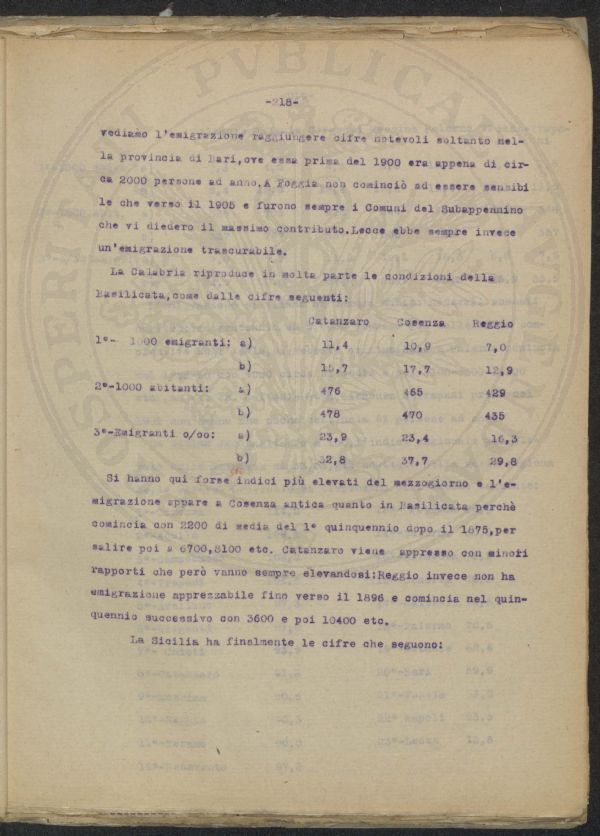 -218-
vediamo l'emigrazione raggiungere cifre notevoli soltanto nel-
la provincia di Bari,ove essa prima del 1900 era appena di cir-
ca 2000 persone ad anno.A Foggia non cominciò ad essere sensibi
le che verso il 1905 e furono sempre i Comuni del Subappennino
che vi diedero il massimo contributo.Lecce ebbe sempre invece
un'emigrazione trascurabile.
La Calabria riproduce in molta parte le condizioni della
Basilicata,come dalle cifre seguenti:
Catanzaro Cosenza Reggio
1°- 1000 emigranti: a) 11,4 10,9 7,0
b) 15,7 17,7 12,9
2°-1000 abitanti: a) 476 465 429
b) 478 470 435
3°-Emigranti o/oo: a) 23,9 23,4 16,3
b) 32,8 37,7 29,8
Si hanno qui forse gli indici più elevati del mezzogiorno e l'e-
migrazione appare a Cosenza antica quanto in Basilicata perchè
comincia con 2200 di media del 1° quinquennio dopo il 1875,per
salire poi a 6700,8100 etc. Catanzaro viene appresso con minori
rapporti che però vanno sempre elevandosi:Reggio invece non ha
emigrazione apprezzabile fino verso il 1896 e comincia nel quin-
quennio successivo con 3600 e poi 10400 etc.
La Sicilia ha finalmente le cifre che seguono: